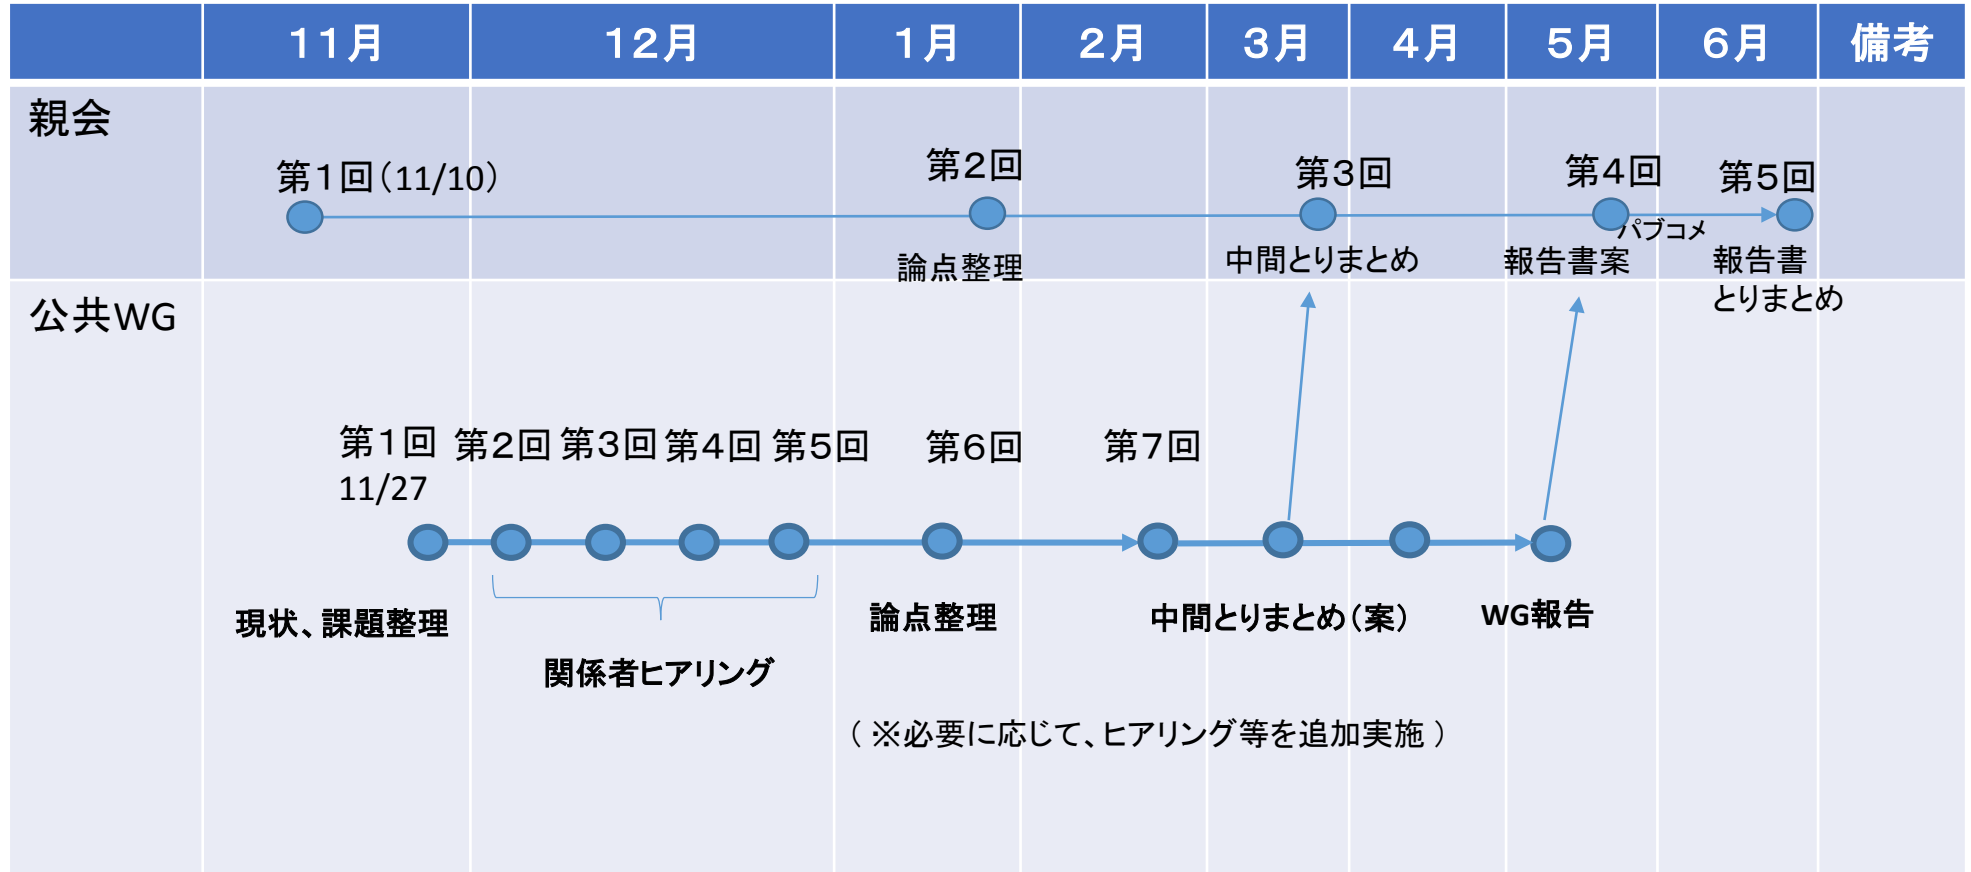 11月 12月 1月 2月 3月 4月 5月 6月 備考
親会
第1回（11/10） 第2回 第3回 第4回 第5回
パブコメ
論点整理 中間とりまとめ 報告書案 報告書
とりまとめ
公共WG
第1回 第2回 第3回 第4回 第5回 第6回 第7回
11/27
現状、課題整理 論点整理 中間とりまとめ（案） WG報告
関係者ヒアリング
（ ※必要に応じて、ヒアリング等を追加実施 ）